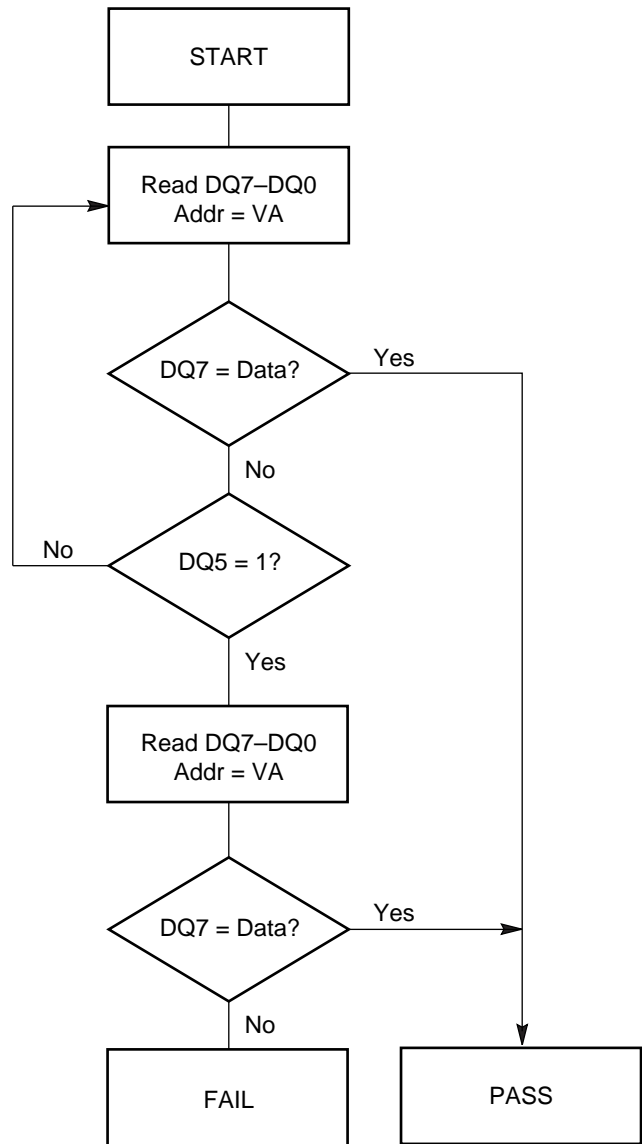 START
Read DQ7–DQ0
Addr = VA
DQ7 = Data?
Yes
No
No
DQ5 = 1?
Yes
Read DQ7–DQ0
Addr = VA
DQ7 = Data?
Yes
No
FAIL
PASS